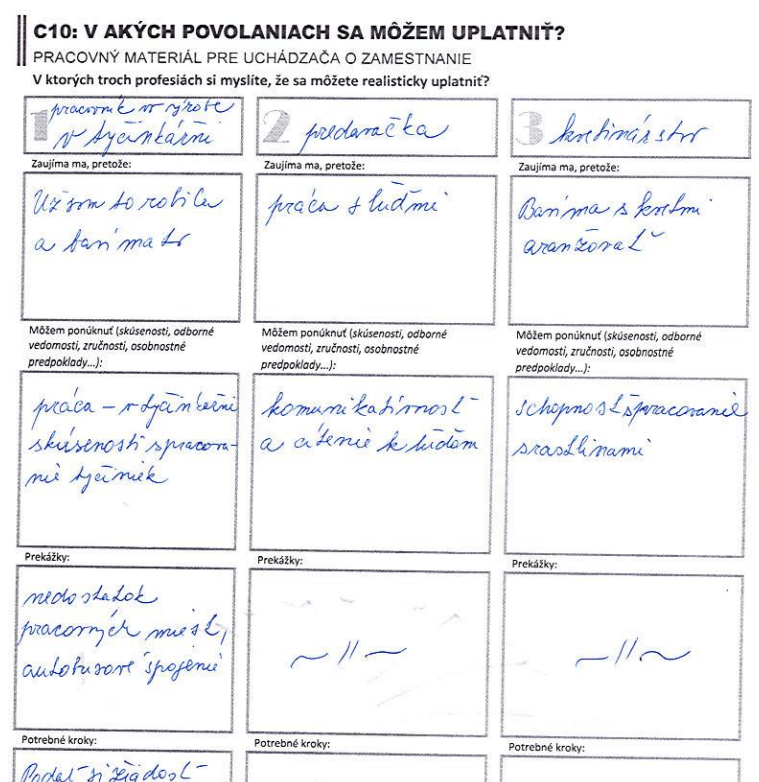 C10: V AKÝCH POVOLANIACH SA MÔŽEM UPLATNIŤ?
PRACOVNÝ MATERIÁL PRE UCHÁDZAČA O ZAMESTNANIE
V ktorých troch profesiách si myslíte, že sa môžete realisticky uplatniť?
1 pracovník vo výrobe
v tyčinkárni
2 predavačka
3 kvetinárstvo
Zaujíma ma, pretože:
Už som to robila
a baví ma to
Zaujíma ma, pretože:
práca s ľuďmi
Zaujíma ma, pretože:
Baví ma s kvetmi
aranžovať
Môžem ponúknuť (skúsenosti, odborné
vedomosti, zručnosti, osobnostné
predpoklady...):
práca – v tyčinkárni
skúsenosti spracova-
nie tyčiniek
Môžem ponúknuť (skúsenosti, odborné
vedomosti, zručnosti, osobnostné
predpoklady...):
komunikatívnosť
a cítenie k ľuďom
Môžem ponúknuť (skúsenosti, odborné
vedomosti, zručnosti, osobnostné
predpoklady...):
schopnosť spracovanie
s rastlinami
Prekážky:
nedostatok
pracovných miest,
autobusové spojenie
Prekážky:
~ // ~
Prekážky:
~ // ~
Potrebné kroky:
Podať si žiadosť
Potrebné kroky:
Potrebné kroky: